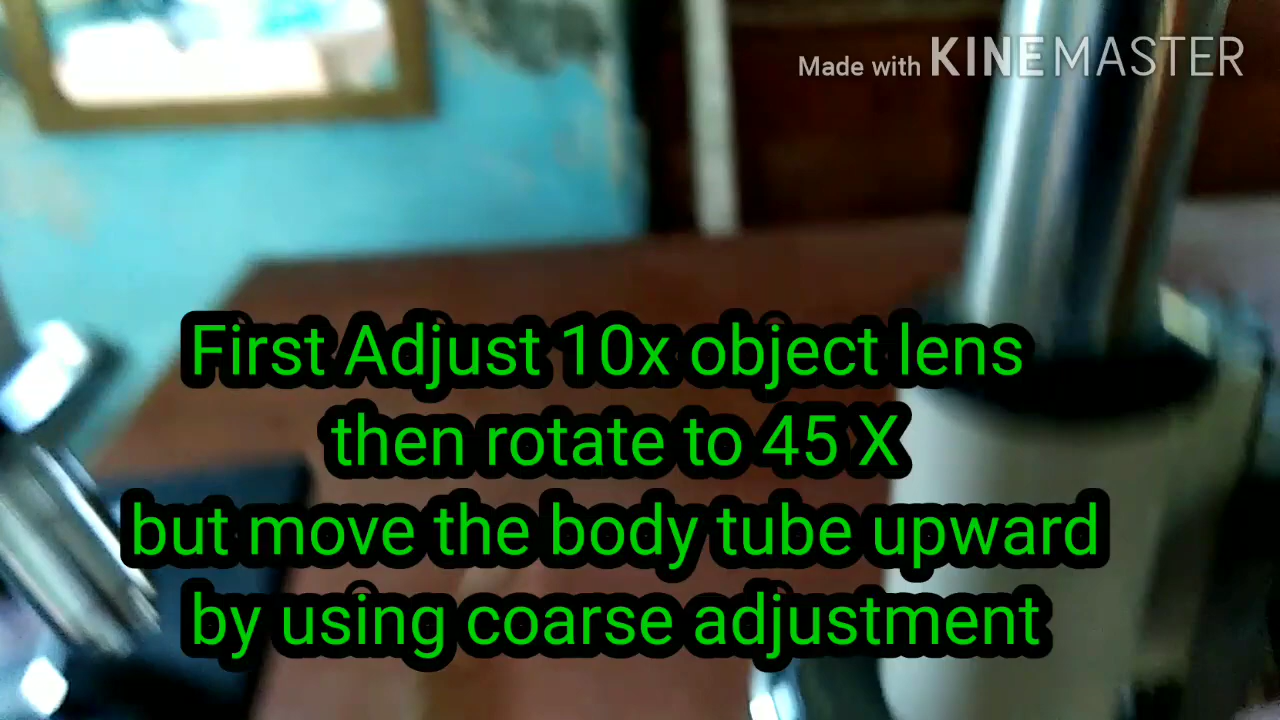 Made with KINEMASTER
First Adjust 10x object lens
then rotate to 45 X
but move the body tube upward
by using coarse adjustment